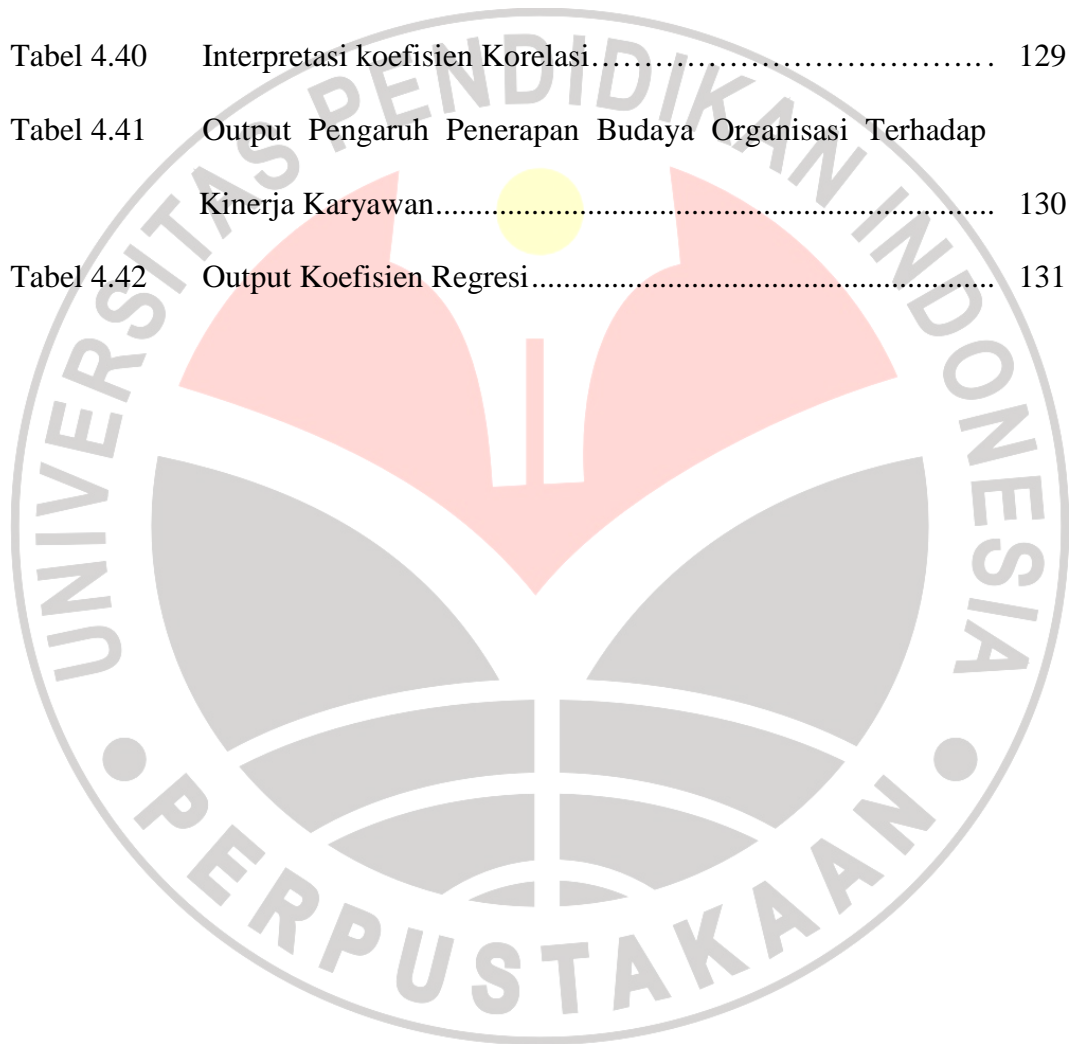 Tabel 4.40 Interpretasi koefisien Korelasi..................................... 129
Tabel 4.41 Output Pengaruh Penerapan Budaya Organisasi Terhadap
Kinerja Karyawan........................................................... 130
Tabel 4.42 Output Koefisien Regresi................................................. 131
UNIVERSITAS PENDIDIKAN INDONESIA
PERPUSTAKAAN